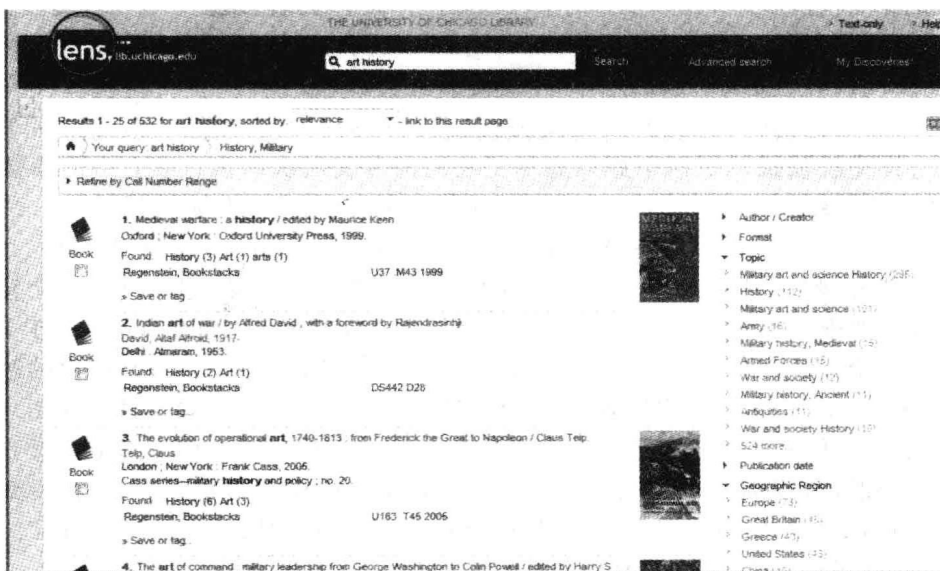 THE UNIVERSITY OF CHICAGO LIBRARY
Text-only Help
lens. lib.uchicago.edu
art history
Search Advanced search My Discoveries
Results 1 - 25 of 532 for art history, sorted by: relevance - link to this result page
Your query: art history History, Military
Refine by Call Number Range
1. Medieval warfare : a history / edited by Maurice Keen
Oxford ; New York : Oxford University Press, 1999.
Book
Found: History (3) Art (1) arts (1)
Regenstein, Bookstacks U37 .M43 1999
» Save or tag...
2. Indian art of war / by Alfred David ; with a foreword by Rajendrasinhji
David, Altaf Alfroid, 1917-
Book
Delhi : Atmaram, 1953.
Found: History (2) Art (1)
Regenstein, Bookstacks DS442.D28
» Save or tag...
3. The evolution of operational art, 1740-1813 : from Frederick the Great to Napoleon / Claus Telp.
Telp, Claus
Book
London ; New York : Frank Cass, 2005.
Cass series--military history and policy ; no. 20.
Found: History (6) Art (3)
Regenstein, Bookstacks U163 .T45 2005
» Save or tag...
4. The art of command : military leadership from George Washington to Colin Powell / edited by Harry S
MEDIEVAL
Author / Creator
Format
Topic
Military art and science History
History (112)
Military art and science
Army (16)
Military history, Medieval
Armed Forces
War and society
Military history, Ancient (11)
Antiquities (11)
War and society History
524 more
Publication date
Geographic Region
Europe (73)
Great Britain
Greece
United States
China